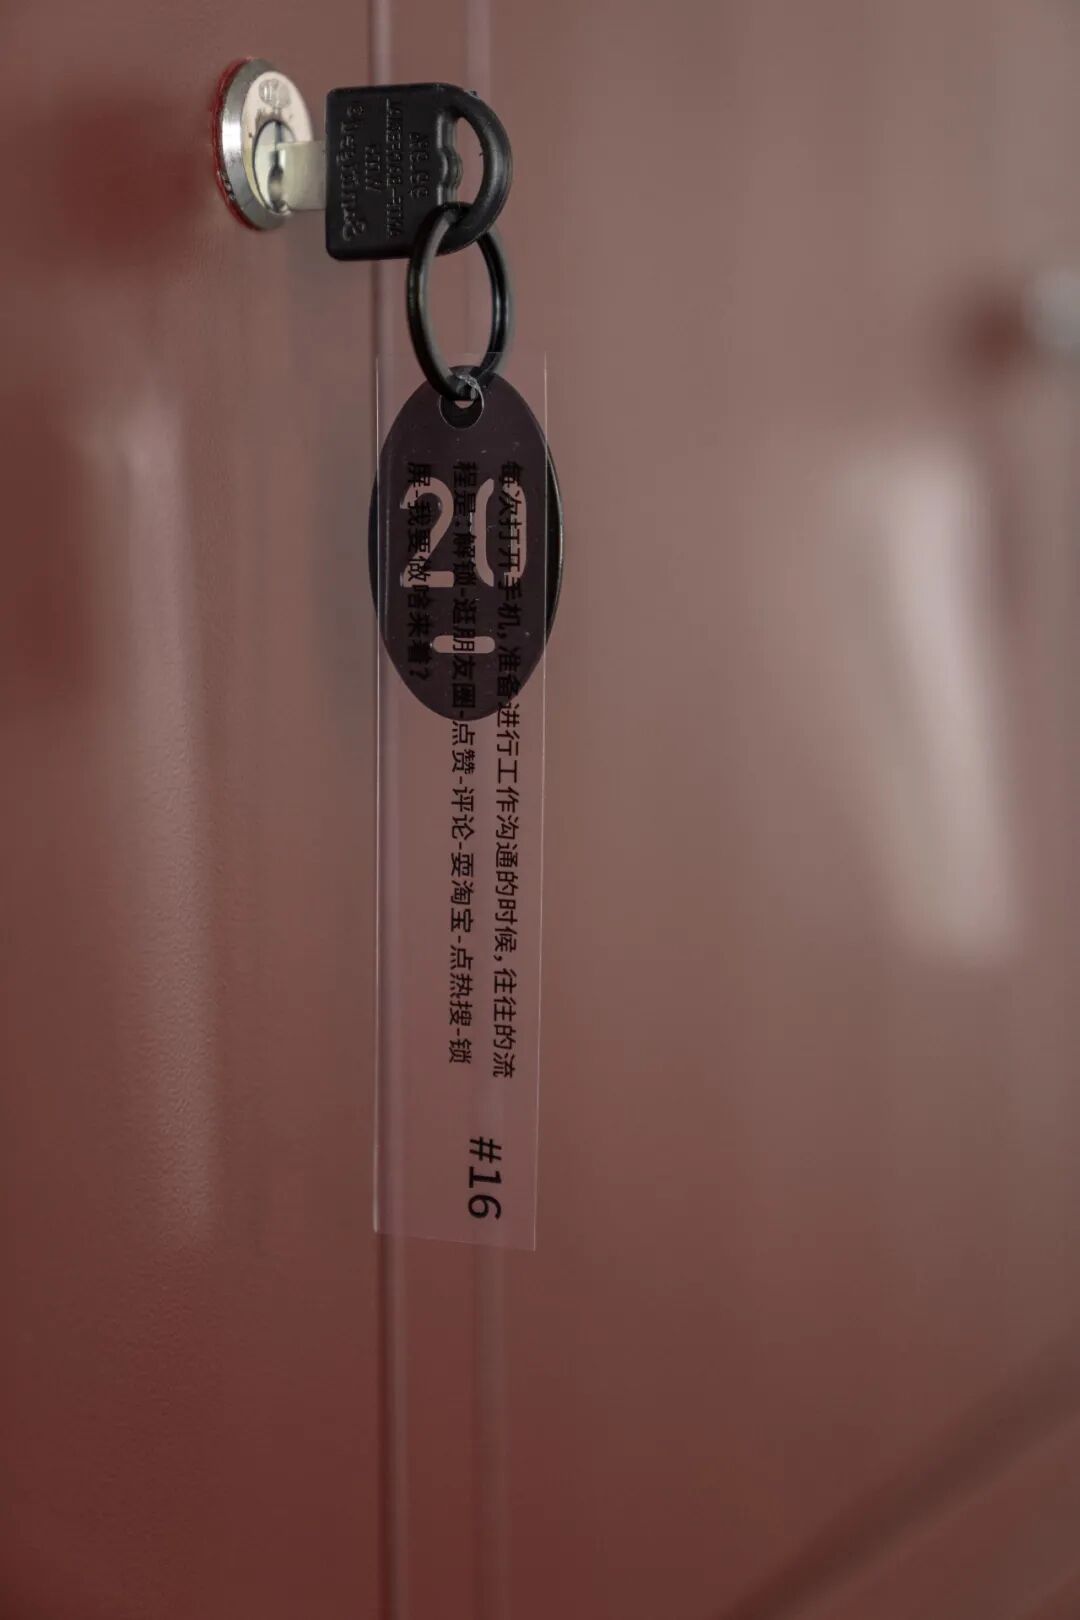 每次打开手机，准备进行工作沟通的时候，往往的流
程是：解锁-逛朋友圈-点赞-评论-耍淘宝-点热搜-锁
屏-我要做啥来着？
#16